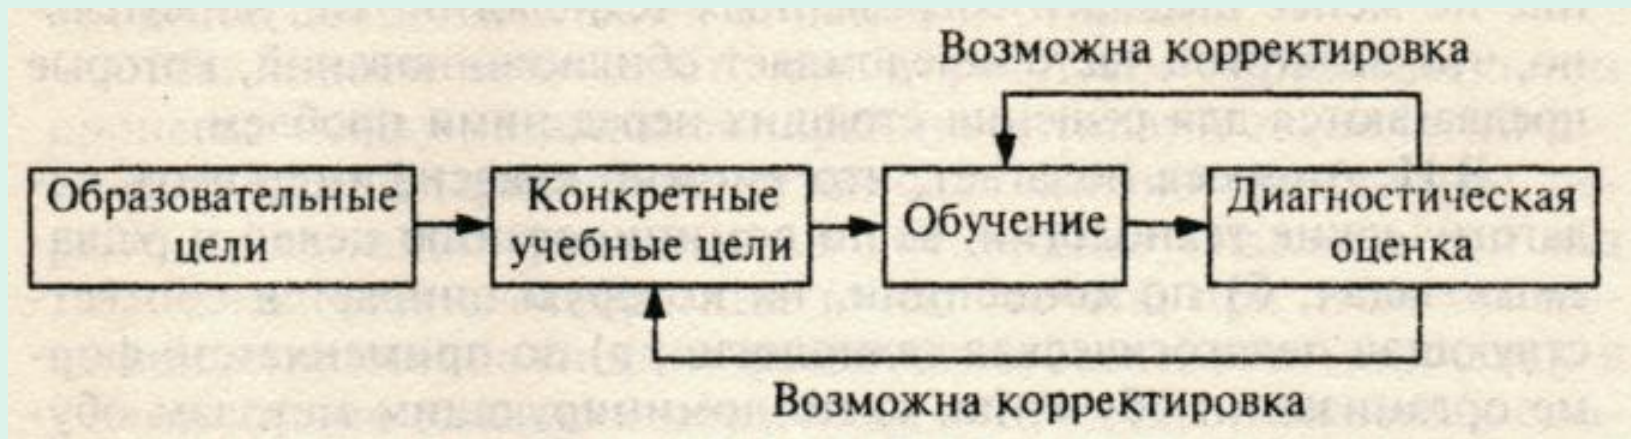 Возможна корректировка
Образовательные
цели
Конкретные
учебные цели
Обучение
Диагностическая
оценка
Возможна корректировка